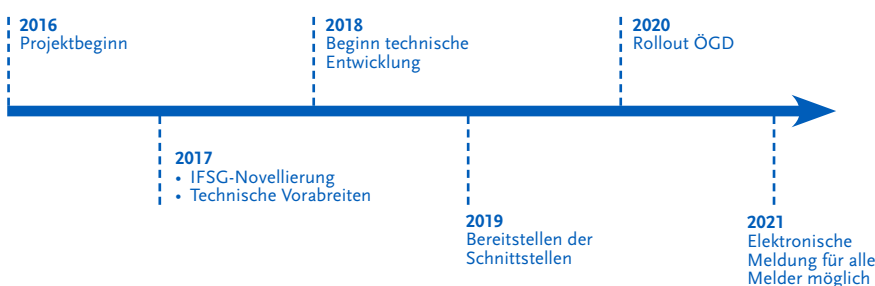 2016
Projektbeginn
2017
• IFSG-Novellierung
• Technische Vorabreiten
2018
Beginn technische
Entwicklung
2019
Bereitstellen der
Schnittstellen
2020
Rollout ÖGD
2021
Elektronische
Meldung für alle
Melder möglich